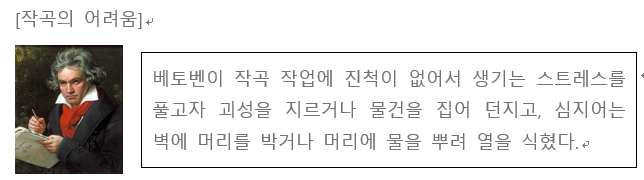 [작곡의 어려움]
베토벤이 작곡 작업에 진척이 없어서 생기는 스트레스를
풀고자 괴성을 지르거나 물건을 집어 던지고, 심지어는
벽에 머리를 박거나 머리에 물을 뿌려 열을 식혔다.